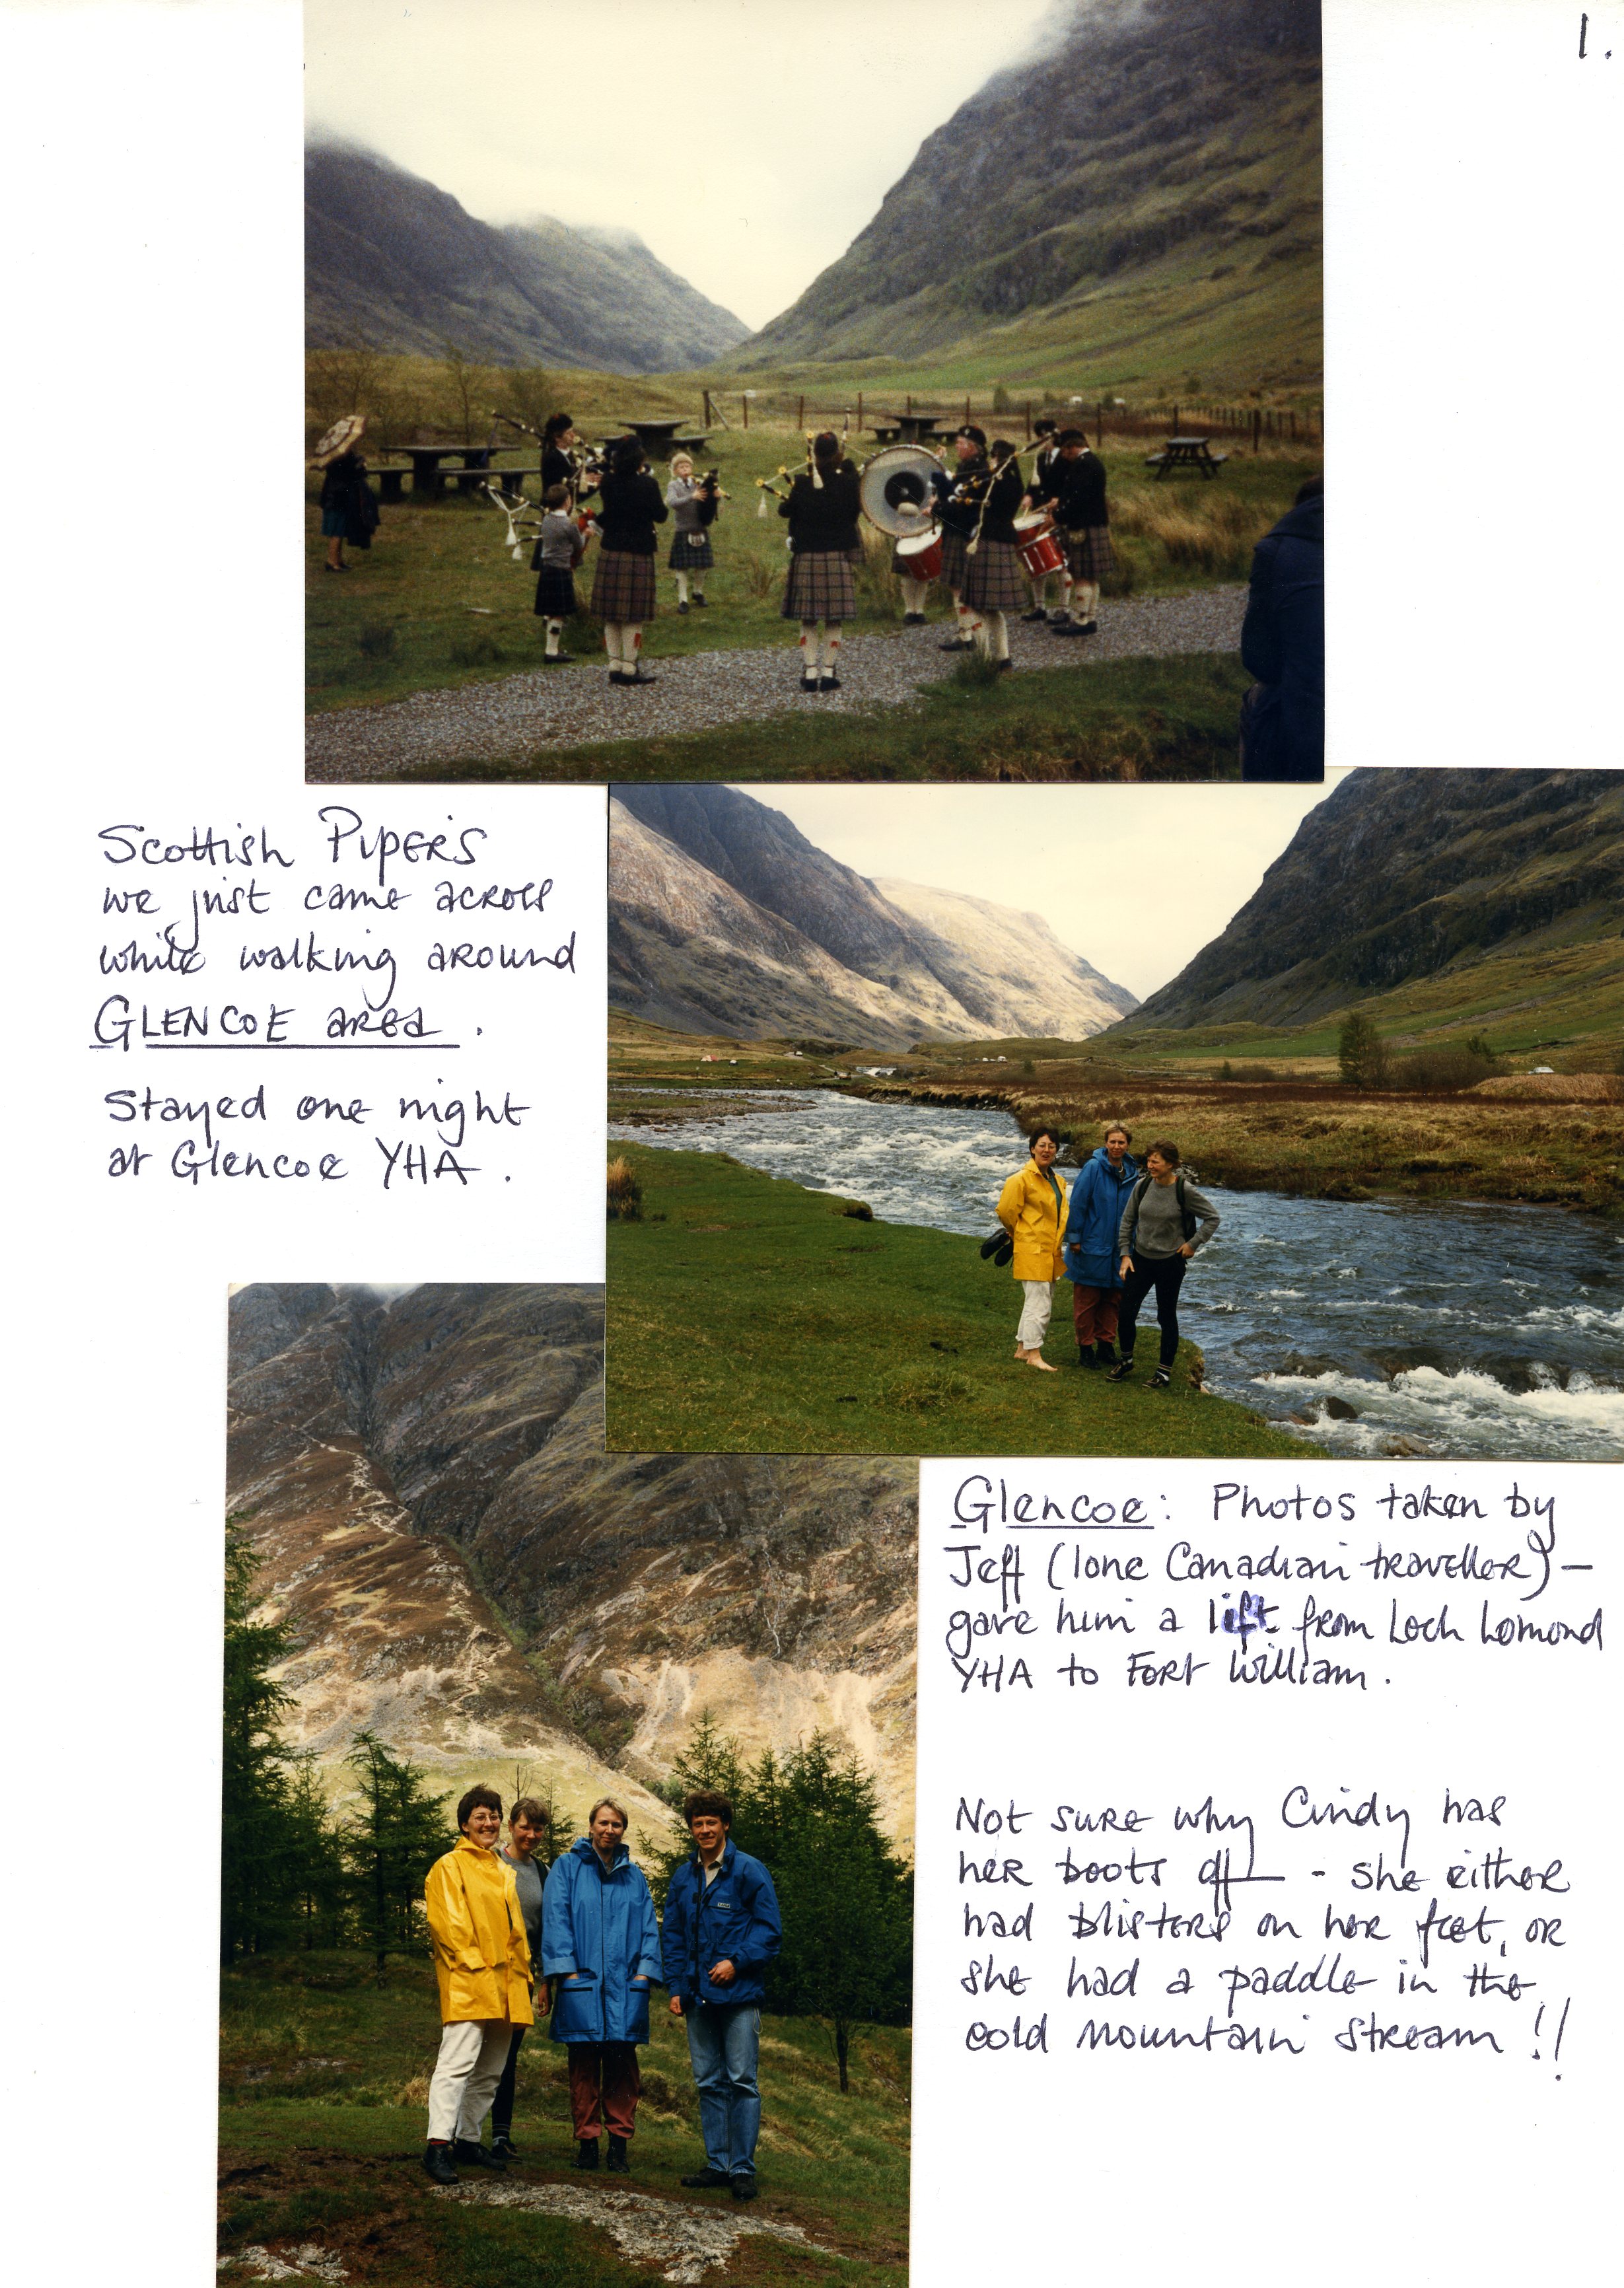 1.
Scottish Pipers
we just came across
while walking around
GLENCOE area.
Stayed one night
at Glencoe YHA.
Glencoe: Photos taken by
Jeff (lone Canadian traveller) –
gave him a lift from Loch Lomond
YHA to Fort William.
Not sure why Cindy has
her boots off - she either
had blisters on her feet, or
she had a paddle in the
cold mountain stream!!